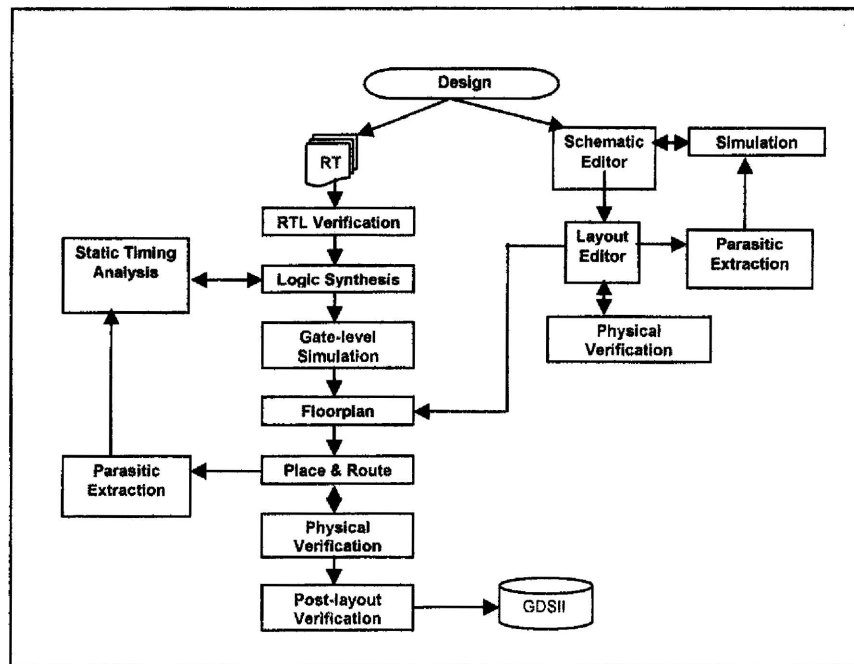 Design
RT
RTL Verification
Logic Synthesis
Static Timing
Analysis
Gate-level
Simulation
Floorplan
Place & Route
Parasitic
Extraction
Physical
Verification
Post-layout
Verification
GDSII
Schematic
Editor
Simulation
Layout
Editor
Parasitic
Extraction
Physical
Verification